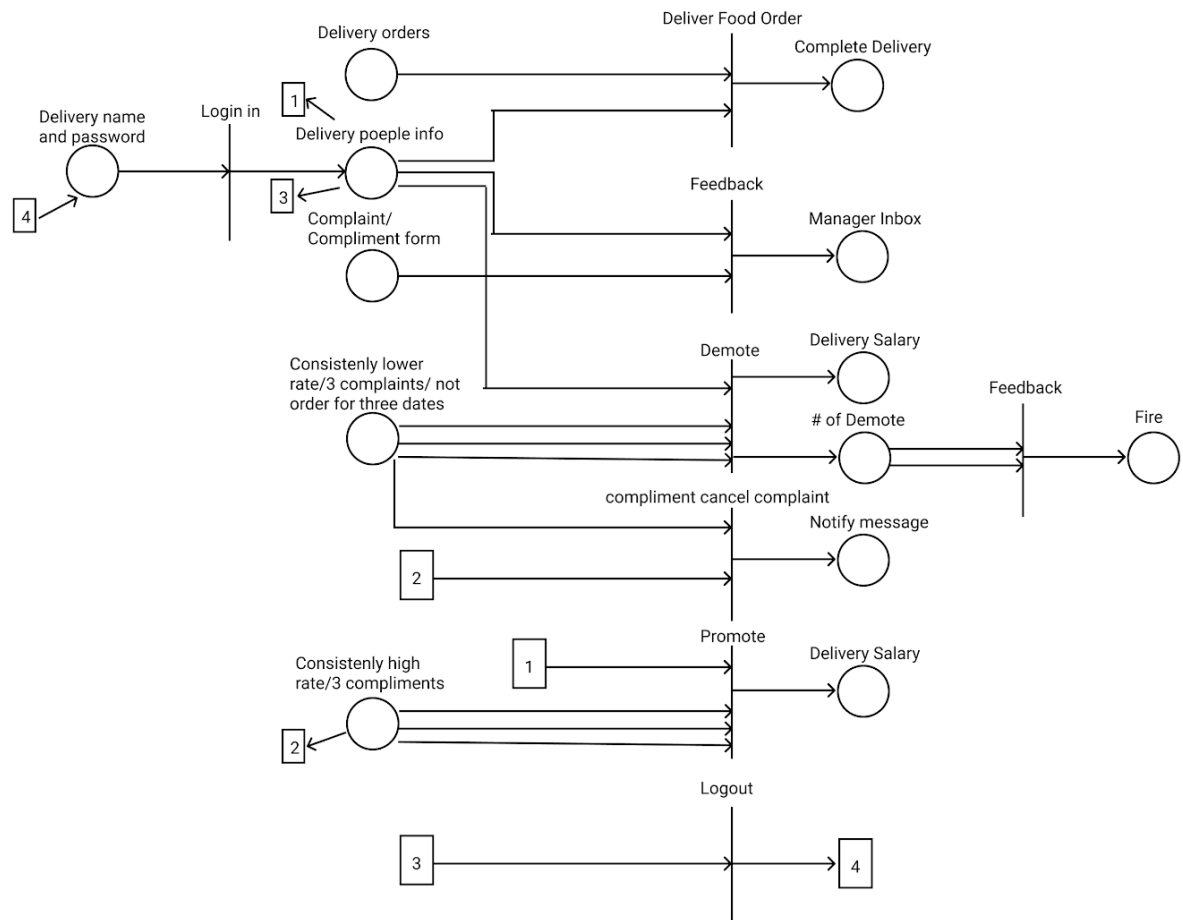 Deliver Food Order
Delivery orders
Complete Delivery
1
Login in
Delivery name
and password
Delivery poeple info
4
3
Feedback
Complaint/
Compliment form
Manager Inbox
Demote
Delivery Salary
Consistenly lower
rate/3 complaints/ not
order for three dates
Feedback
# of Demote
Fire
compliment cancel complaint
Notify message
2
Promote
1
Delivery Salary
Consistenly high
rate/3 compliments
2
Logout
3
4